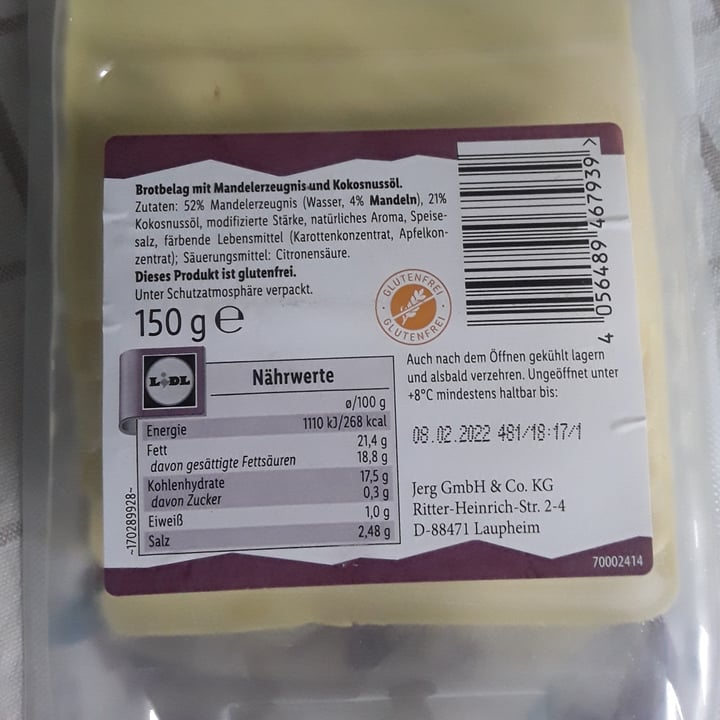 Brotbelag mit Mandelerzeugnis und Kokosnussöl.
Zutaten: 52% Mandelerzeugnis (Wasser, 4% Mandeln), 21%
Kokosnussöl, modifizierte Stärke, natürliches Aroma, Speise-
salz, färbende Lebensmittel (Karottenkonzentrat, Apfelkon-
zentrat); Säuerungsmittel: Citronensäure.
Dieses Produkt ist glutenfrei.
Unter Schutzatmosphäre verpackt.
150 g e
GLUTENFREI
GLUTENFREI
4 056489 467939 >
LIDL
Nährwerte
ø/100 g
Energie 1110 kJ/268 kcal
Fett 21,4 g
davon gesättigte Fettsäuren 18,8 g
Kohlenhydrate 17,5 g
davon Zucker 0,3 g
Eiweiß 1,0 g
Salz 2,48 g
~170289928~
Auch nach dem Öffnen gekühlt lagern
und alsbald verzehren. Ungeöffnet unter
+8°C mindestens haltbar bis:
08.02.2022 481/18:17/1
Jerg GmbH & Co. KG
Ritter-Heinrich-Str. 2-4
D-88471 Laupheim
70002414